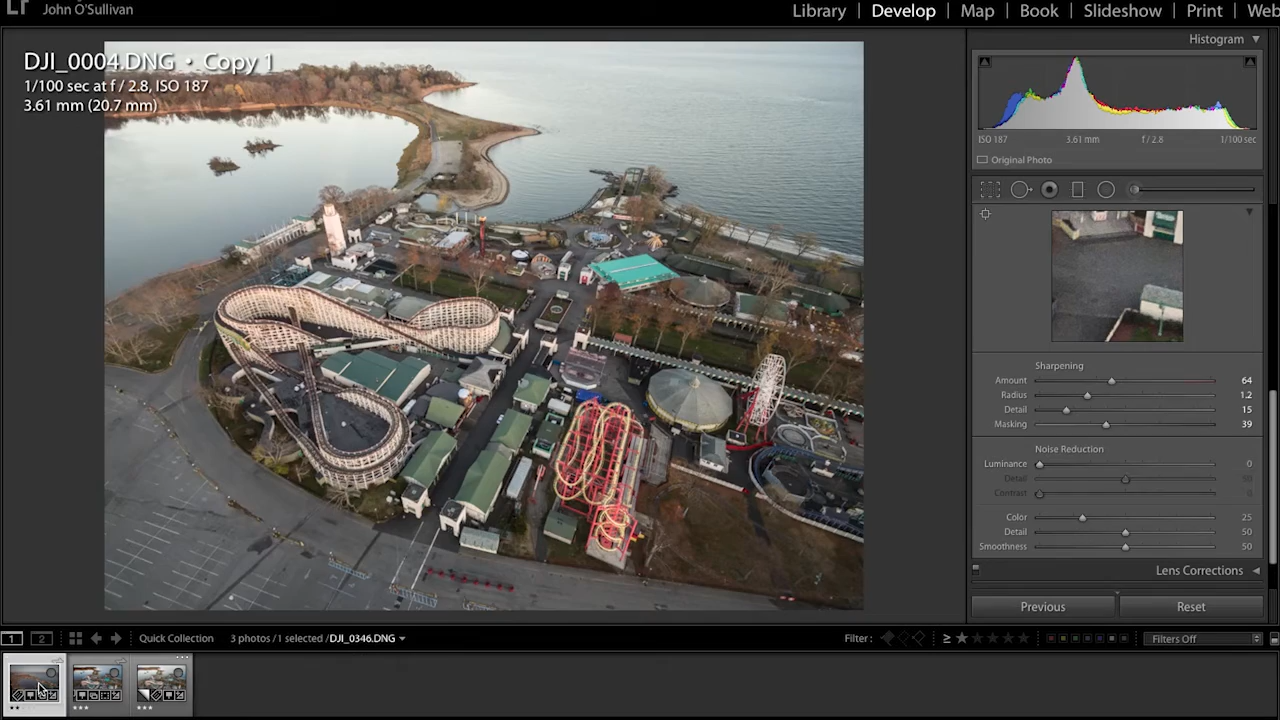 Lr
John O'Sullivan
Library | Develop | Map | Book | Slideshow | Print | Web
DJI_0004.DNG • Copy 1
1/100 sec at f / 2.8, ISO 187
3.61 mm (20.7 mm)
Histogram
ISO 187 3.61 mm f / 2.8 1/100 sec
Original Photo
Sharpening
Amount 64
Radius 1.2
Detail 15
Masking 39
Noise Reduction
Luminance 0
Detail
Contrast
Color 25
Detail 50
Smoothness 50
Lens Corrections
Previous Reset
1 2 Quick Collection 3 photos / 1 selected / DJI_0346.DNG Filter : ≥ Filters Off